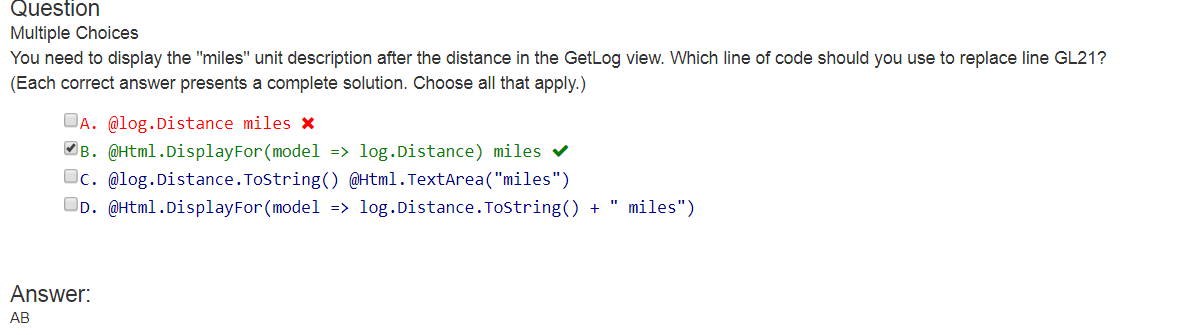 Question
Multiple Choices
You need to display the "miles" unit description after the distance in the GetLog view. Which line of code should you use to replace line GL21?
(Each correct answer presents a complete solution. Choose all that apply.)
A. @log.Distance miles ✖
B. @Html.DisplayFor(model => log.Distance) miles ✔
C. @log.Distance.ToString() @Html.TextArea("miles")
D. @Html.DisplayFor(model => log.Distance.ToString() + " miles")
Answer:
AB